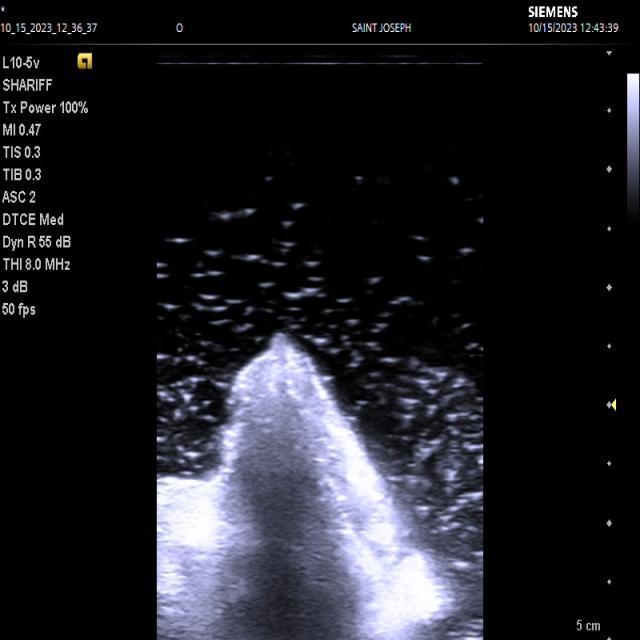 *
SIEMENS
10_15_2023_12_36_37
O
SAINT JOSEPH
10/15/2023 12:43:39
L10-5v
SHARIFF
Tx Power 100%
MI 0.47
TIS 0.3
TIB 0.3
ASC 2
DTCE Med
Dyn R 55 dB
THI 8.0 MHz
3 dB
50 fps
5 cm